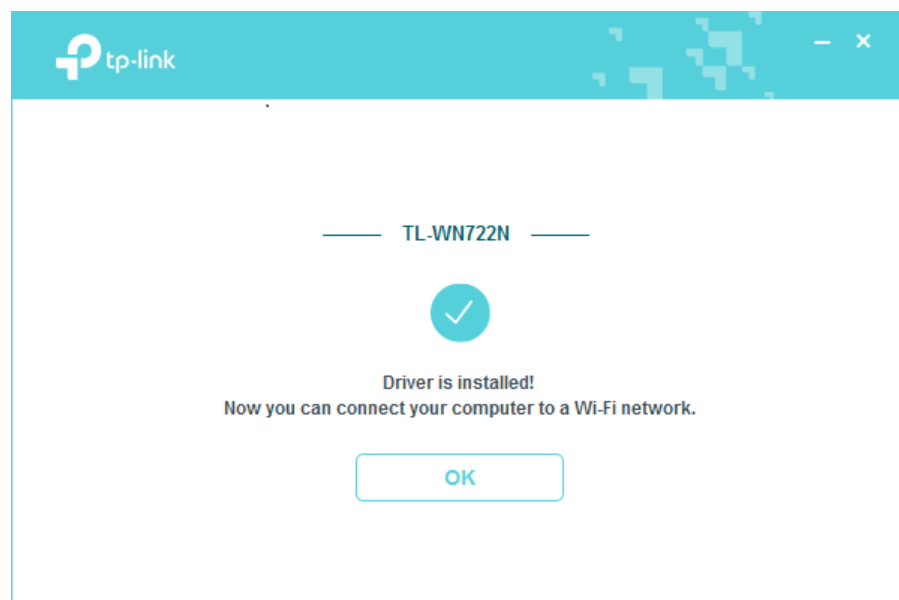 tp-link
TL-WN722N
Driver is installed!
Now you can connect your computer to a Wi-Fi network.
OK